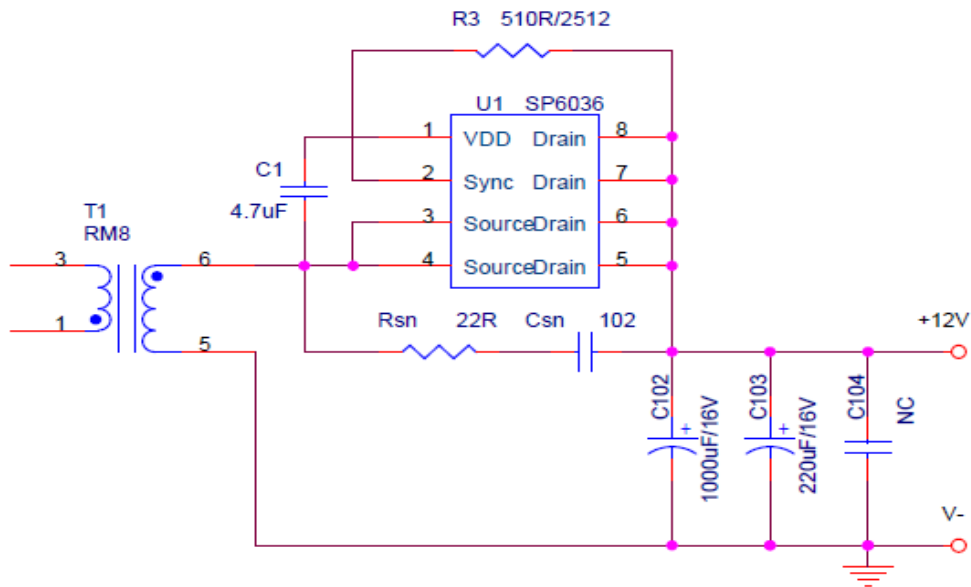 R3 510R/2512
U1 SP6036
1 VDD Drain 8
2 Sync Drain 7
3 Source Drain 6
4 Source Drain 5
C1
4.7uF
T1
RM8
3 6
1 5
Rsn 22R Csn 102
+12V
C102
1000uF/16V
+
C103
220uF/16V
+
C104
NC
V-